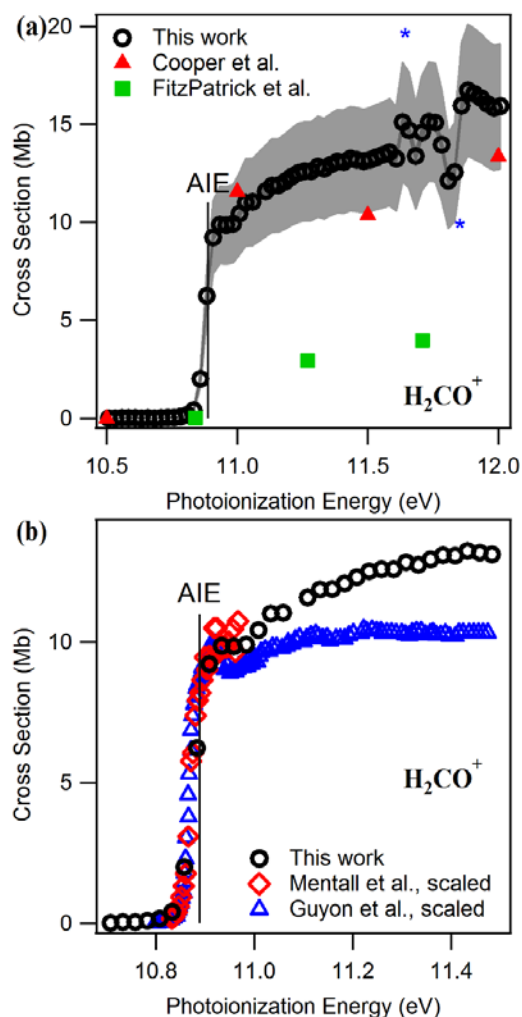 (a)
20
15
10
5
0
Cross Section (Mb)
This work
Cooper et al.
FitzPatrick et al.
*
AIE
*
H₂CO⁺
10.5 11.0 11.5 12.0
Photoionization Energy (eV)
(b)
10
5
0
Cross Section (Mb)
AIE
H₂CO⁺
This work
Mentall et al., scaled
Guyon et al., scaled
10.8 11.0 11.2 11.4
Photoionization Energy (eV)